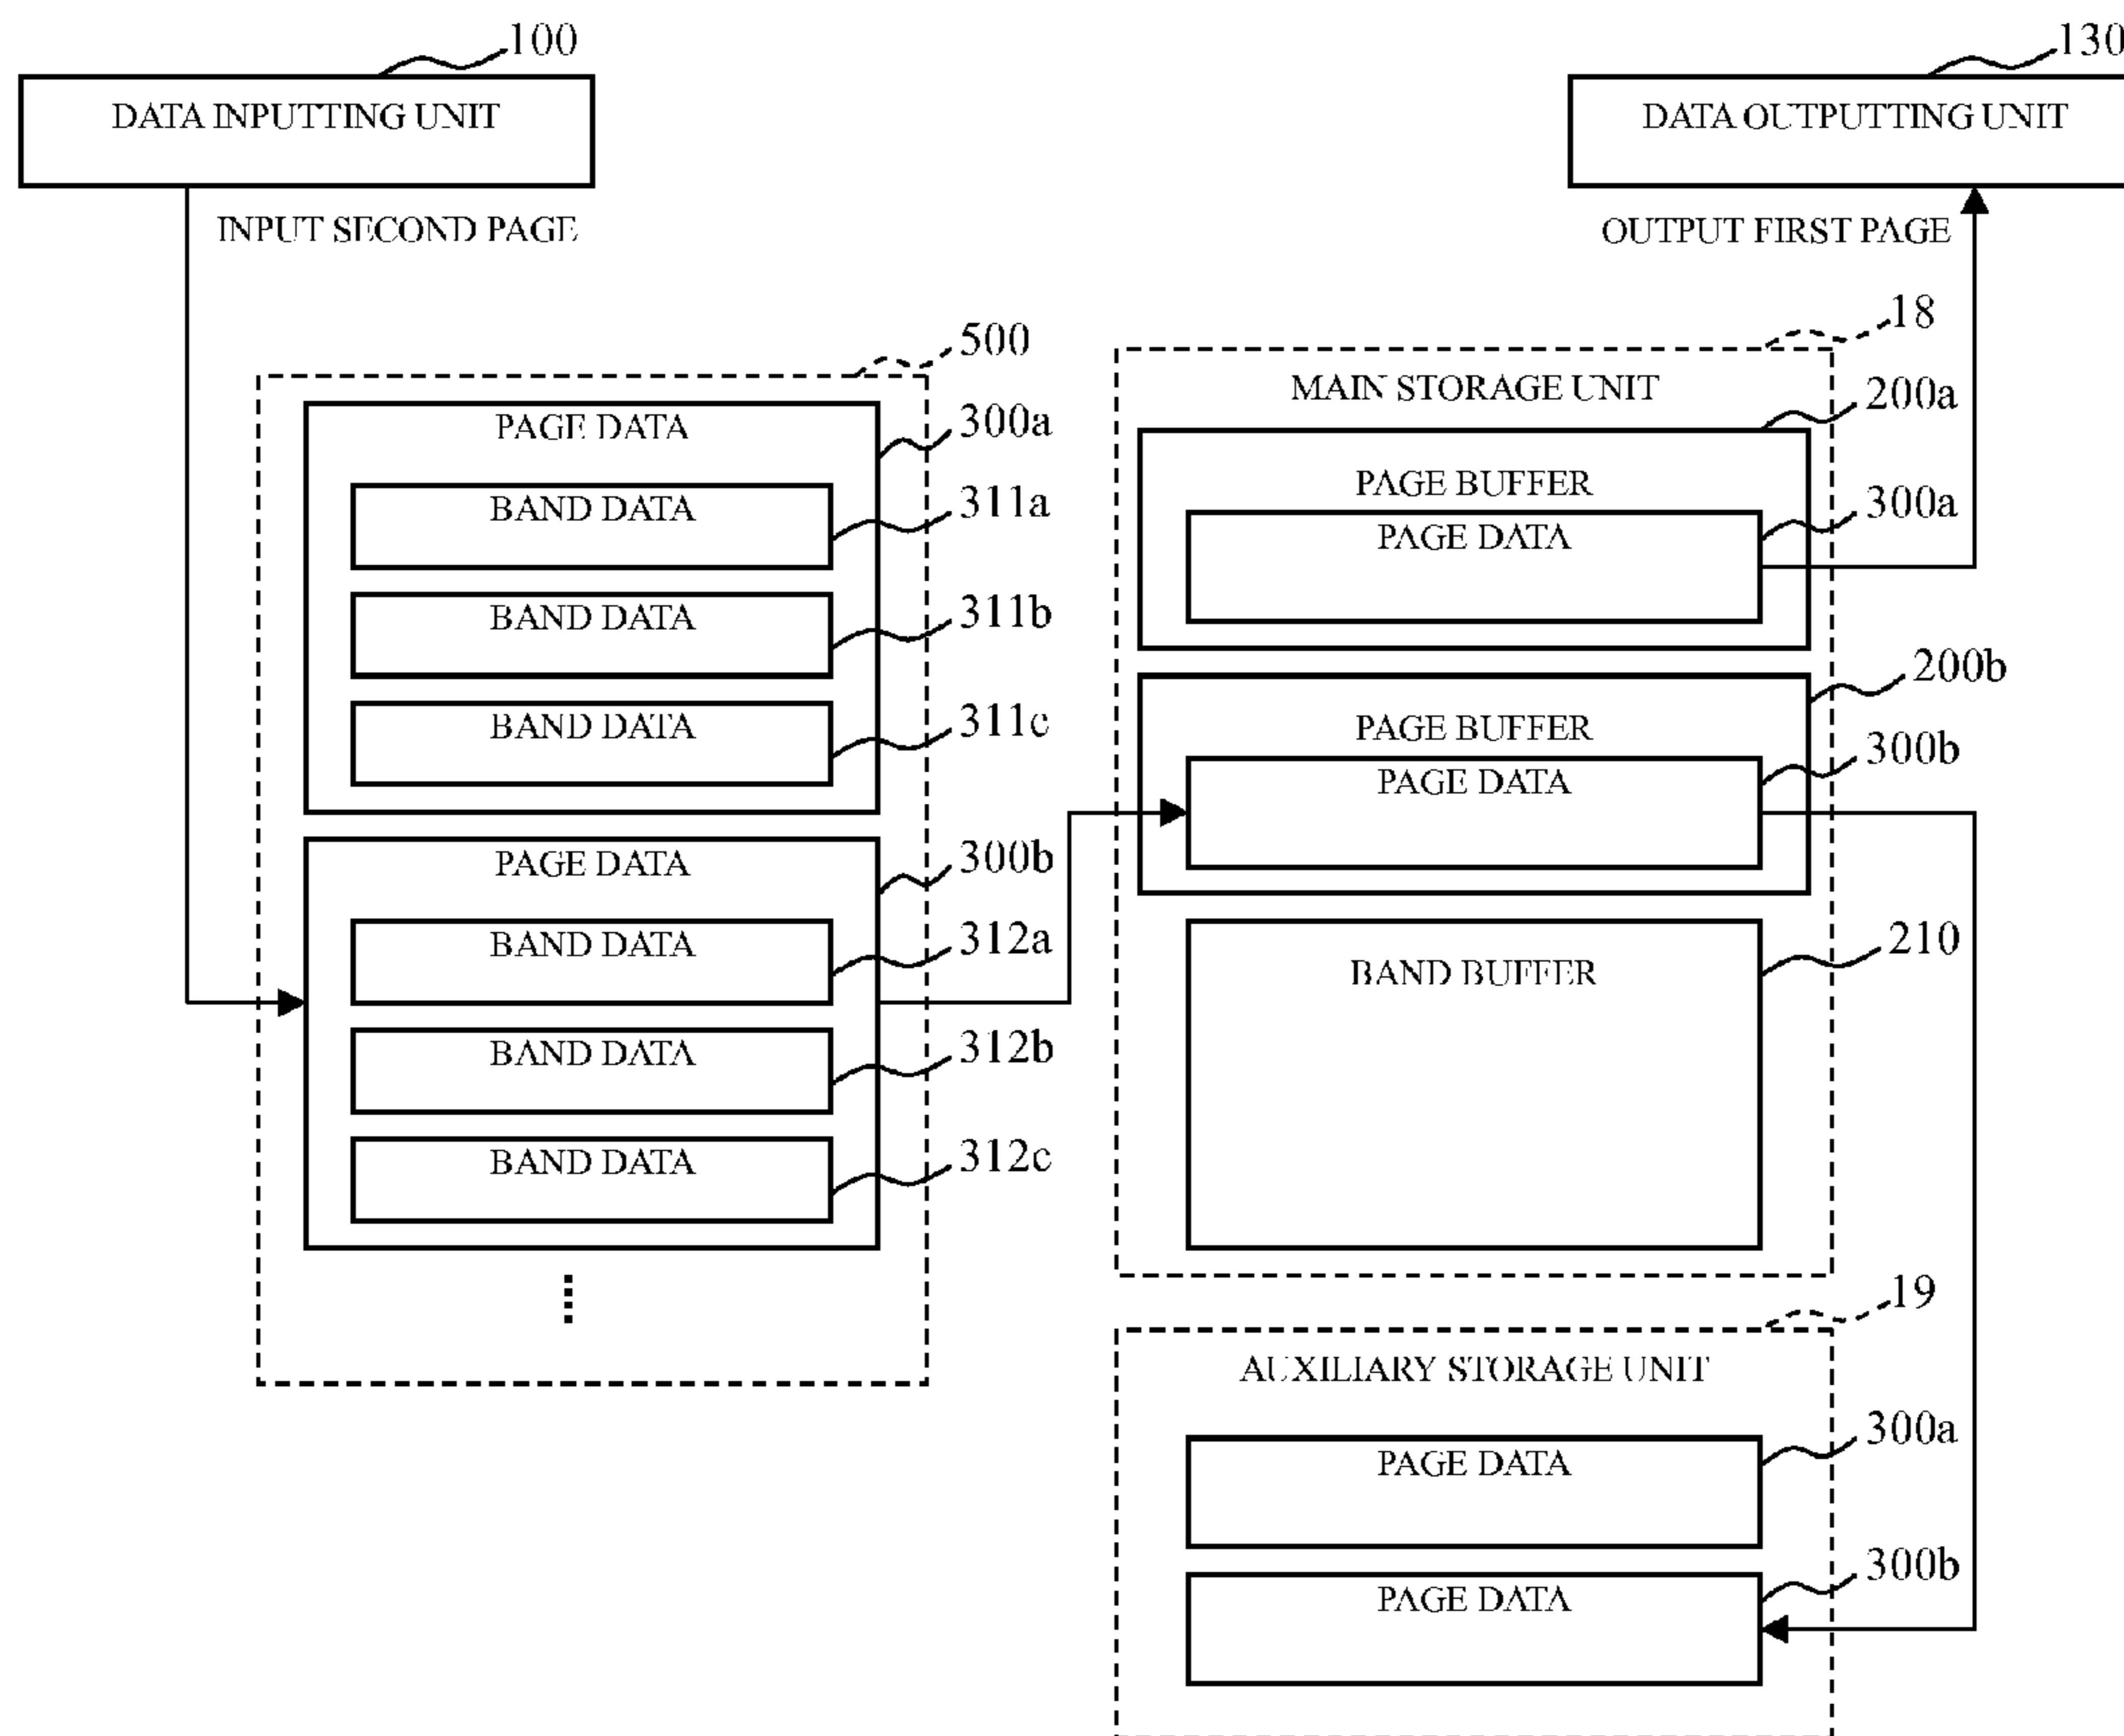 100
DATA INPUTTING UNIT
INPUT SECOND PAGE
130
DATA OUTPUTTING UNIT
OUTPUT FIRST PAGE
500
PAGE DATA
300a
BAND DATA
311a
BAND DATA
311b
BAND DATA
311c
PAGE DATA
300b
BAND DATA
312a
BAND DATA
312b
BAND DATA
312c
18
MAIN STORAGE UNIT
200a
PAGE BUFFER
300a
PAGE DATA
200b
PAGE BUFFER
300b
PAGE DATA
210
BAND BUFFER
19
AUXILIARY STORAGE UNIT
300a
PAGE DATA
300b
PAGE DATA